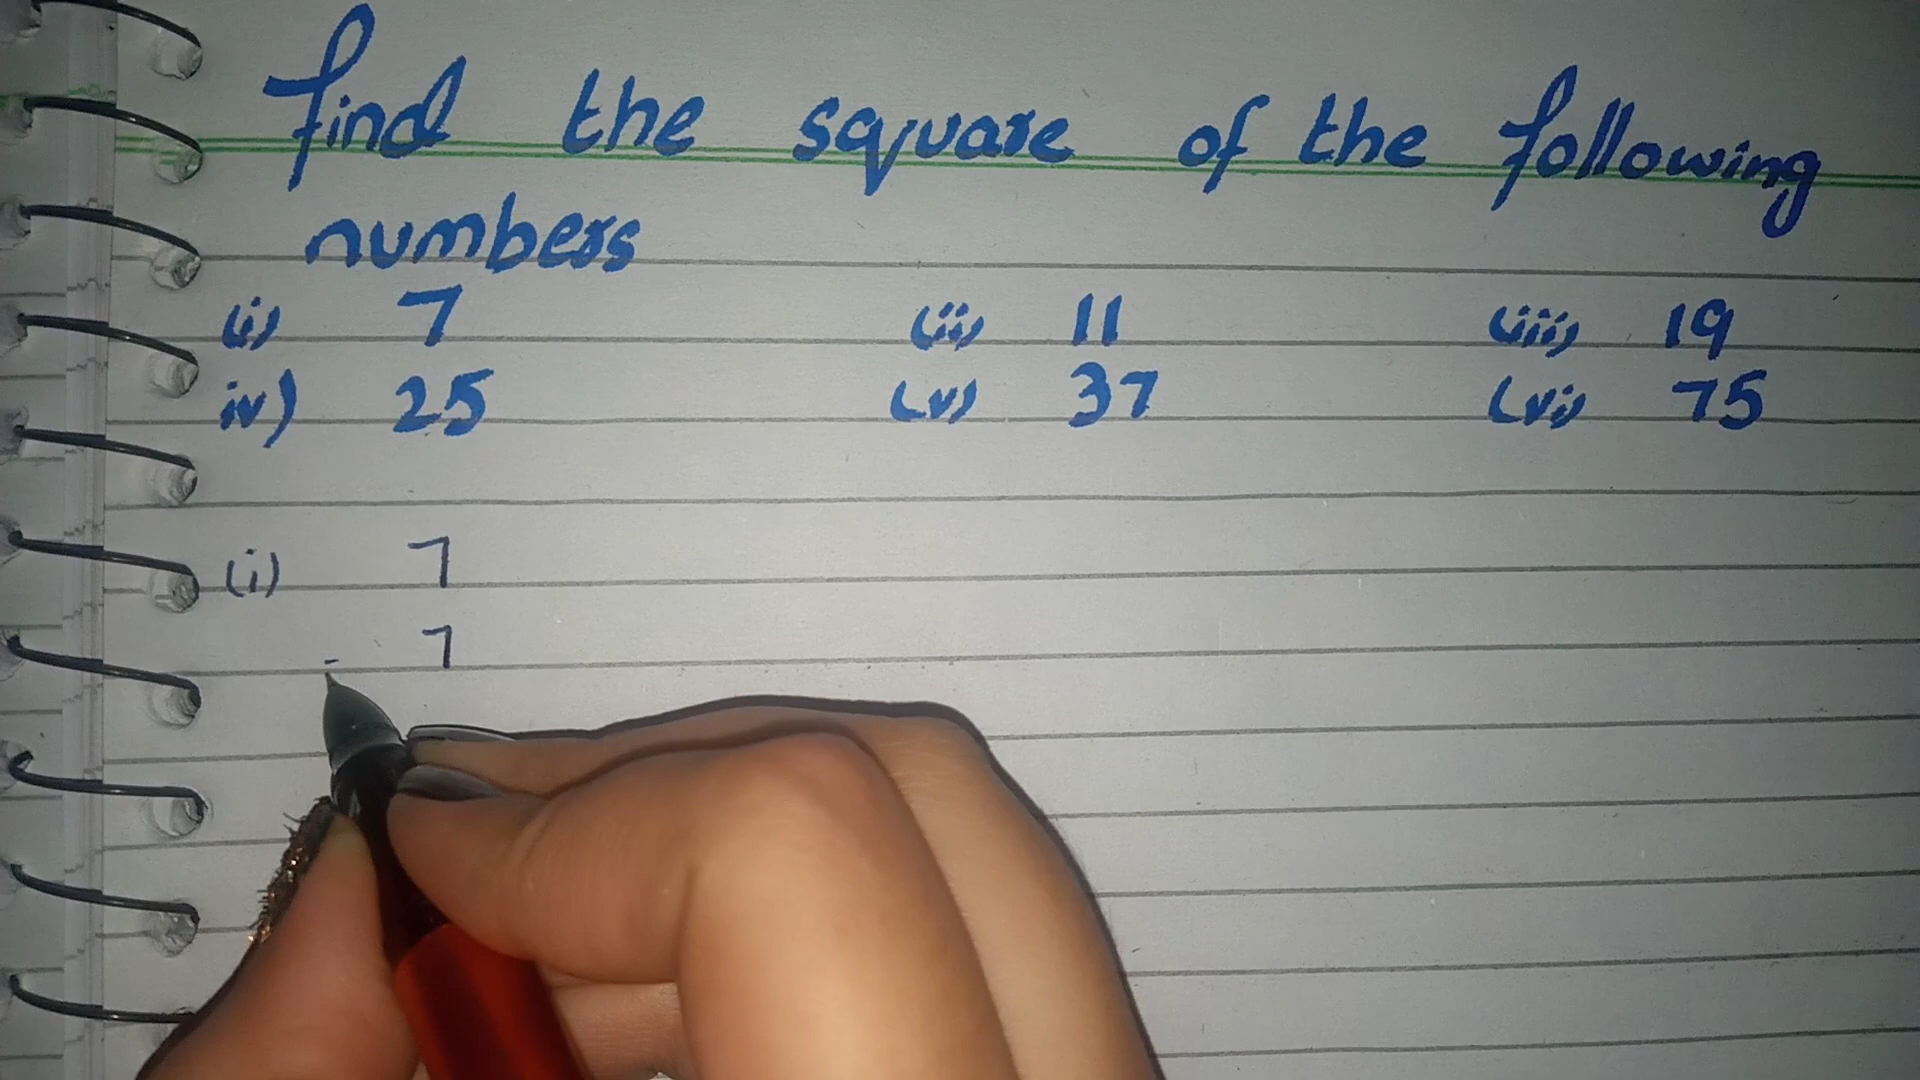 find the square of the following
numbers
(i) 7 (ii) 11 (iii) 19
iv) 25 (v) 37 (vi) 75
(i) 7
- 7